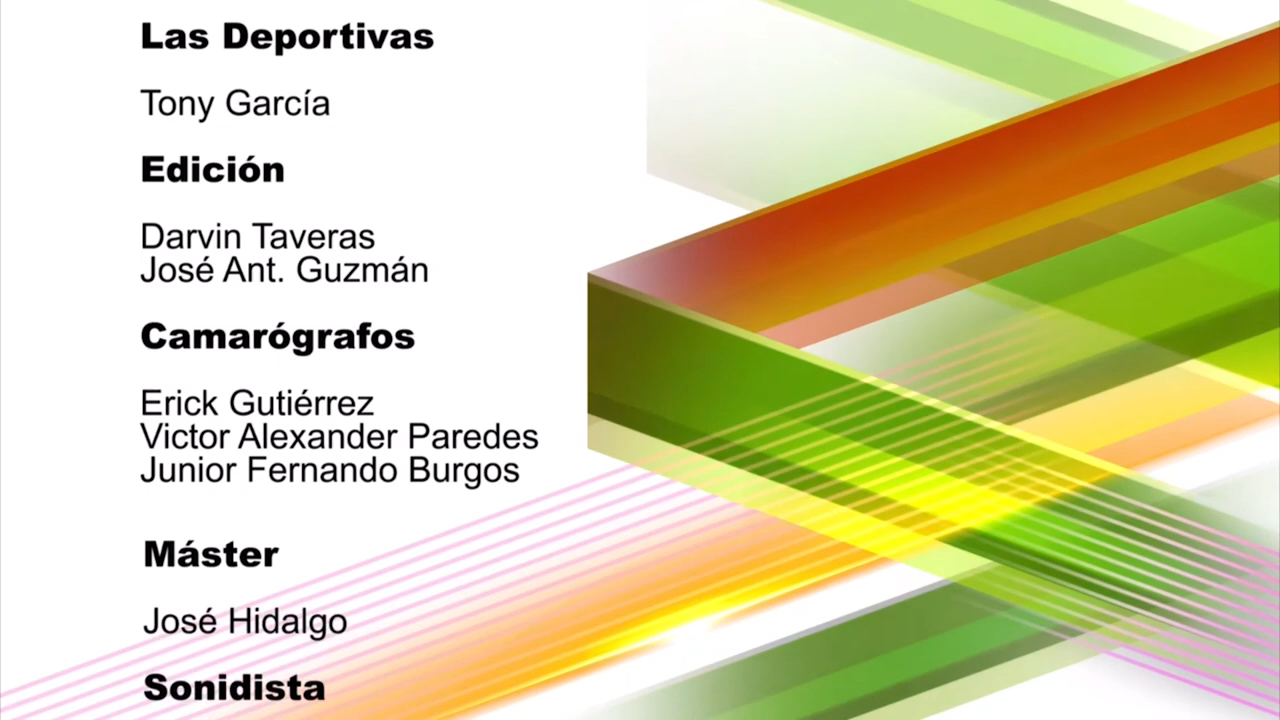 Las Deportivas
Tony García
Edición
Darvin Taveras
José Ant. Guzmán
Camarógrafos
Erick Gutiérrez
Victor Alexander Paredes
Junior Fernando Burgos
Máster
José Hidalgo
Sonidista